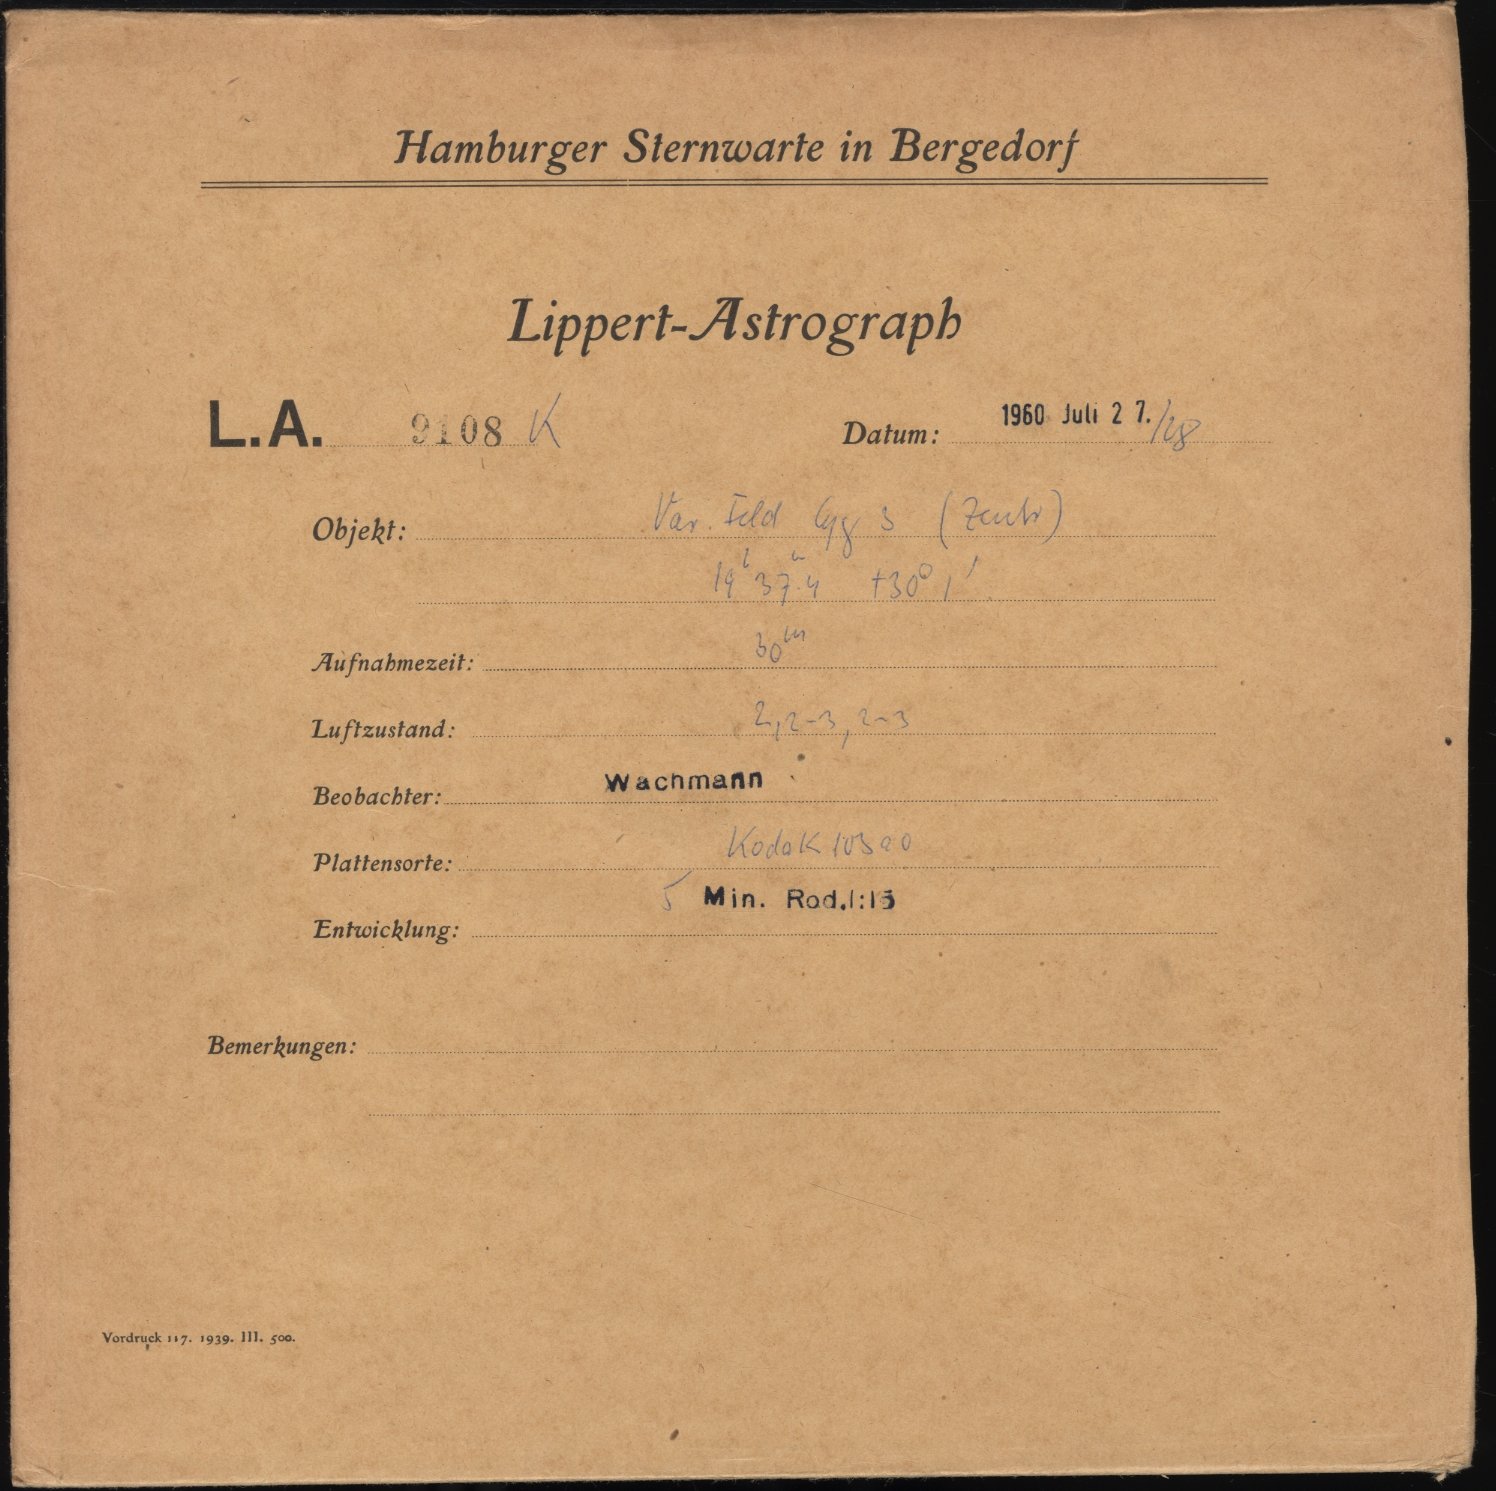 Hamburger Sternwarte in Bergedorf
Lippert-Astrograph
L.A. 9108 K Datum: 1960 Juli 27./28
Objekt: Var. Feld Cyg 3 (Zentr)
19h 37m.4 +30° 1'
Aufnahmezeit: 30m
Luftzustand: 2, 2-3, 2-3
Beobachter: Wachmann
Plattensorte: Kodak 103a0
Entwicklung: 5 Min. Rod. 1:15
Bemerkungen:
Vordruck 117. 1939. III. 500.